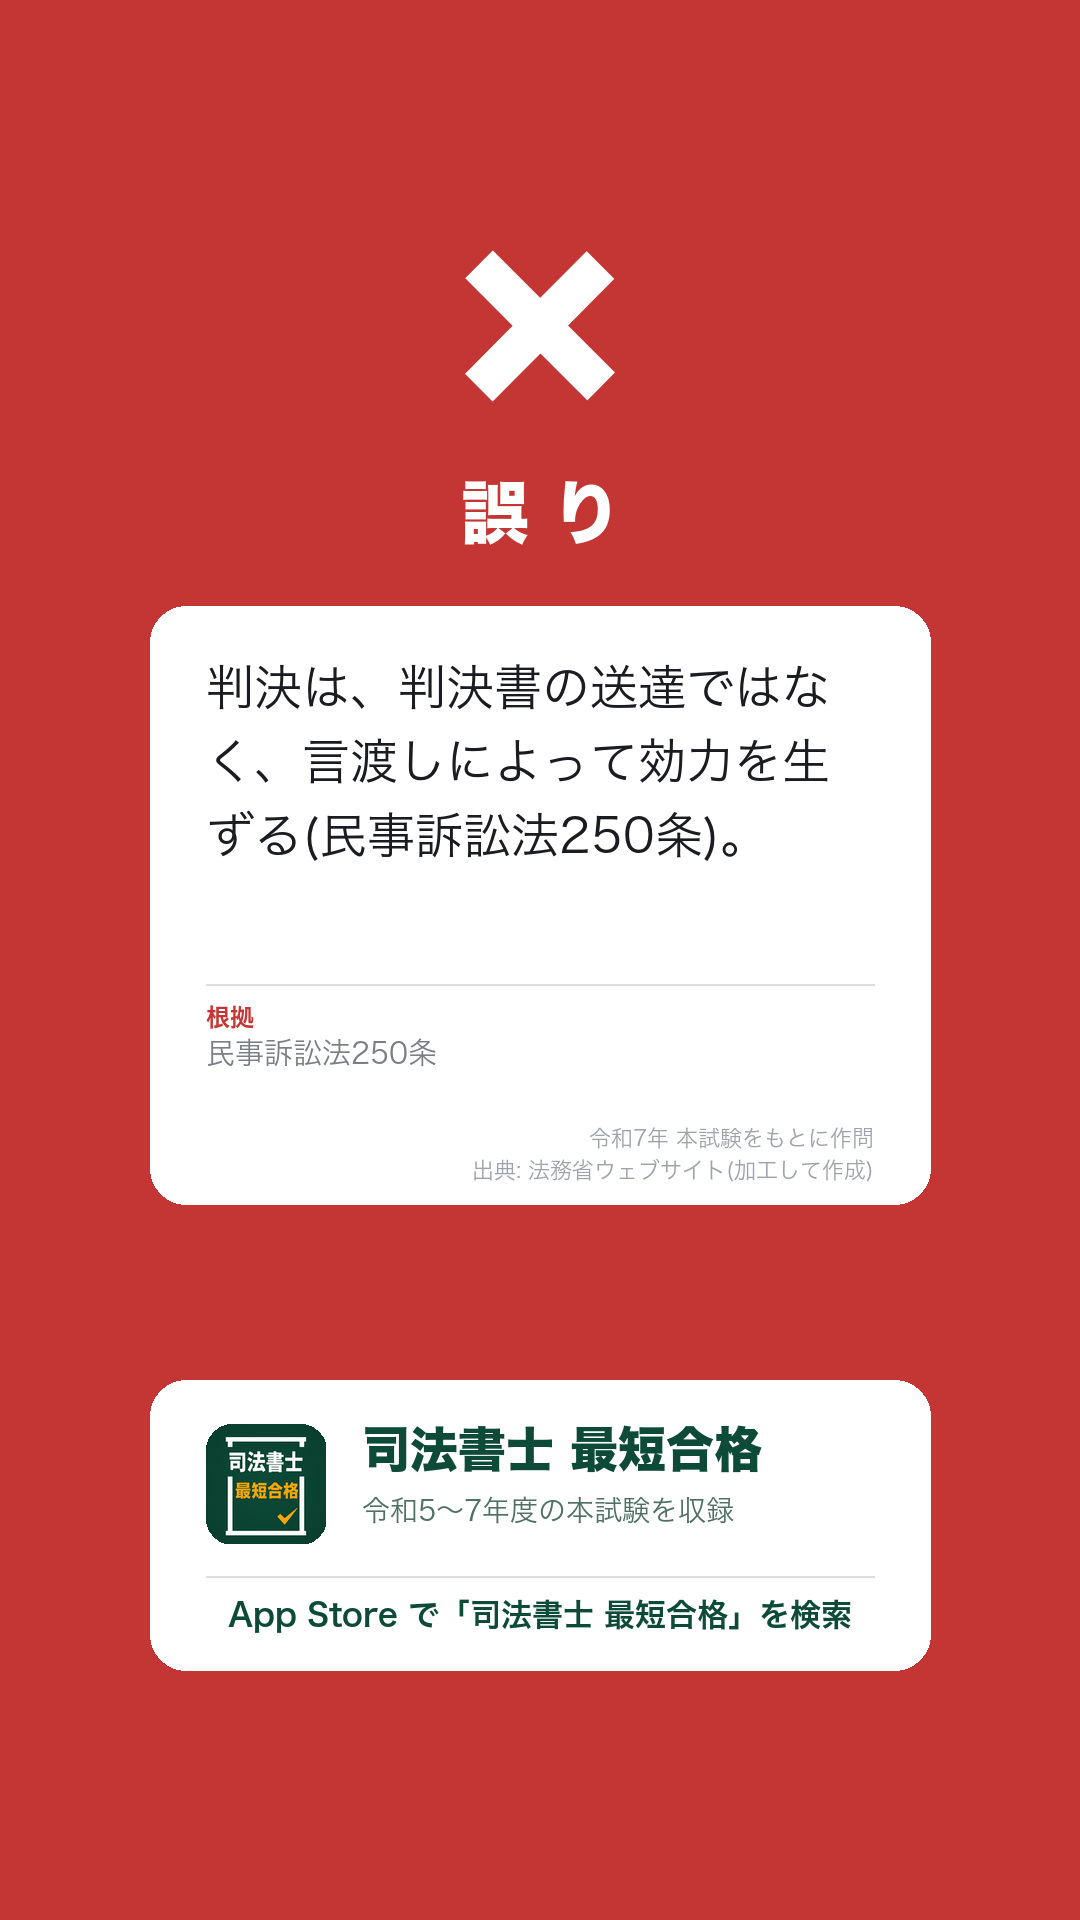 誤り
判決は、判決書の送達ではな
く、言渡しによって効力を生
ずる(民事訴訟法250条)。
根拠
民事訴訟法250条
令和7年 本試験をもとに作問
出典: 法務省ウェブサイト(加工して作成)
司法書士
最短合格
司法書士 最短合格
令和5〜7年度の本試験を収録
App Store で「司法書士 最短合格」を検索